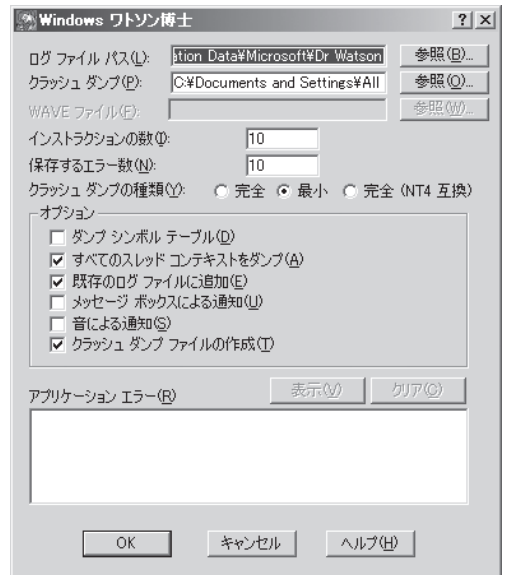 Windows ワトソン博士
ログ ファイル パス(L): ation Data¥Microsoft¥Dr Watson 参照(B)...
クラッシュ ダンプ(P): C:¥Documents and Settings¥All 参照(O)...
WAVE ファイル(F): 参照(W)...
インストラクションの数(I): 10
保存するエラー数(N): 10
クラッシュ ダンプの種類(Y): 完全 最小 完全 (NT4 互換)
オプション
ダンプ シンボル テーブル(D)
すべてのスレッド コンテキストをダンプ(A)
既存のログ ファイルに追加(E)
メッセージ ボックスによる通知(U)
音による通知(S)
クラッシュ ダンプ ファイルの作成(T)
アプリケーション エラー(R) 表示(V) クリア(C)
OK キャンセル ヘルプ(H)